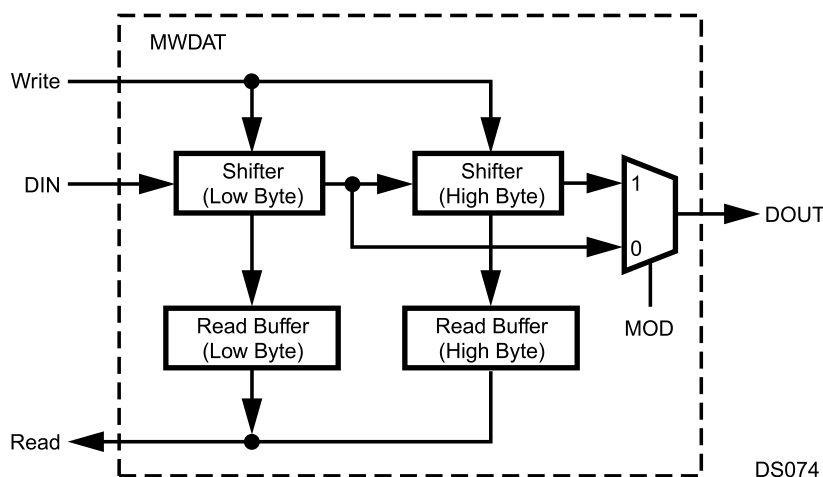 MWDAT
Write
DIN
Shifter
(Low Byte)
Shifter
(High Byte)
1
0
DOUT
MOD
Read Buffer
(Low Byte)
Read Buffer
(High Byte)
Read
DS074